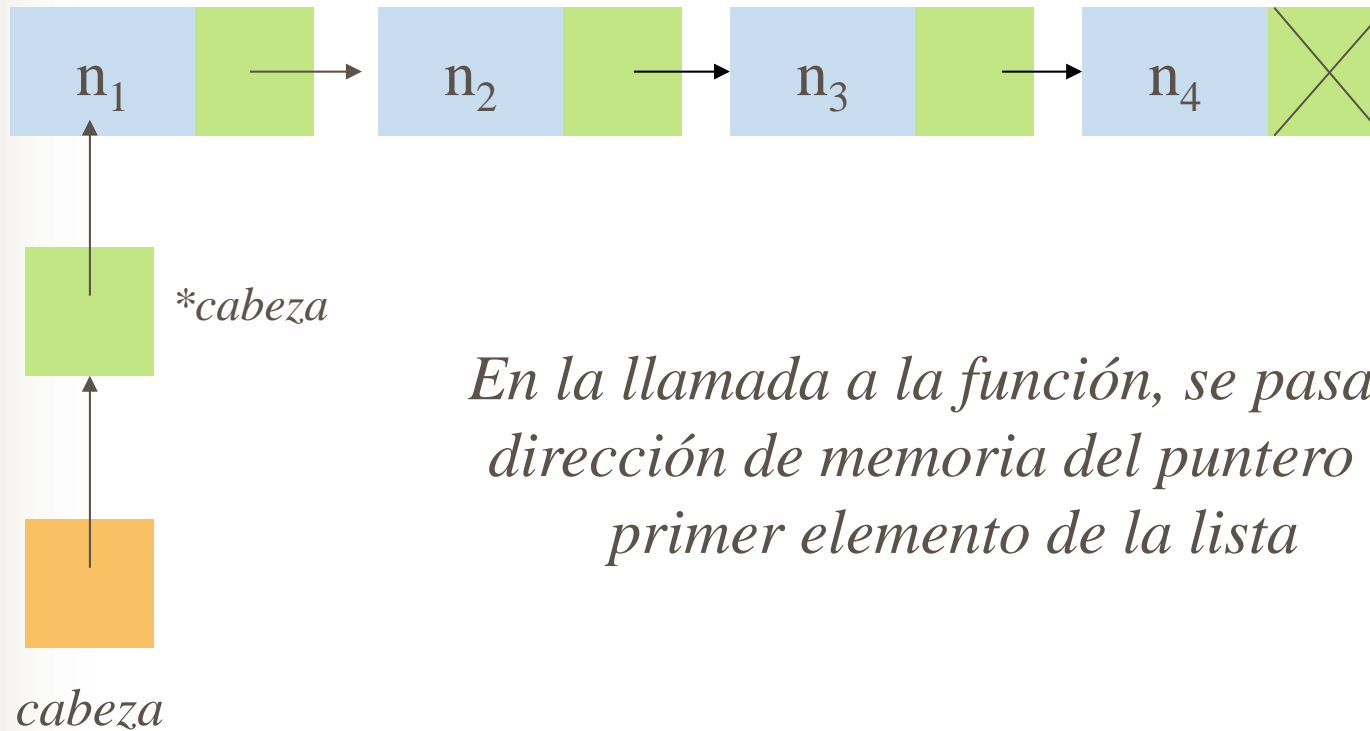 n₁ n₂ n₃ n₄
*cabeza
En la llamada a la función, se pasa
dirección de memoria del puntero
primer elemento de la lista
cabeza